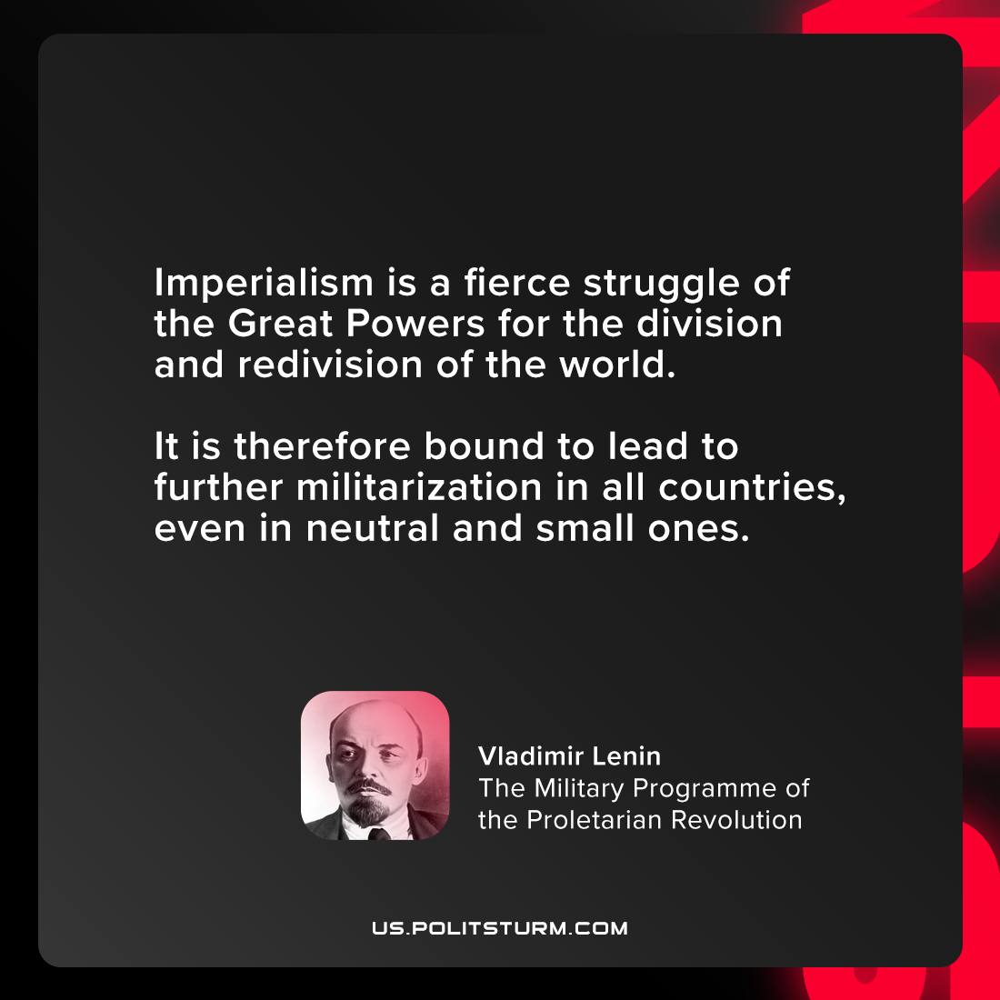 Imperialism is a fierce struggle of
the Great Powers for the division
and redivision of the world.
It is therefore bound to lead to
further militarization in all countries,
even in neutral and small ones.
Vladimir Lenin
The Military Programme of
the Proletarian Revolution
US.POLITSTURM.COM